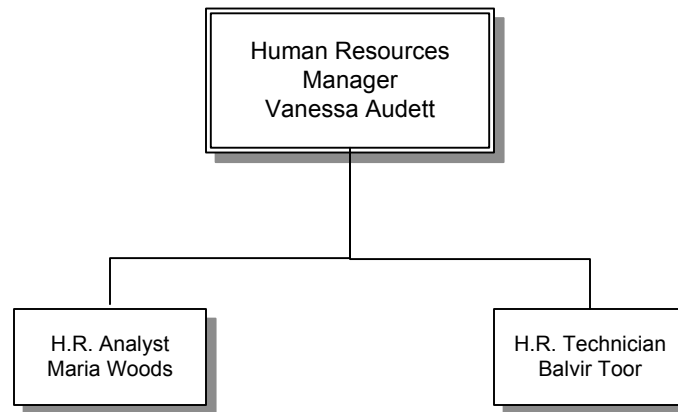 Human Resources
Manager
Vanessa Audett
H.R. Analyst
Maria Woods
H.R. Technician
Balvir Toor